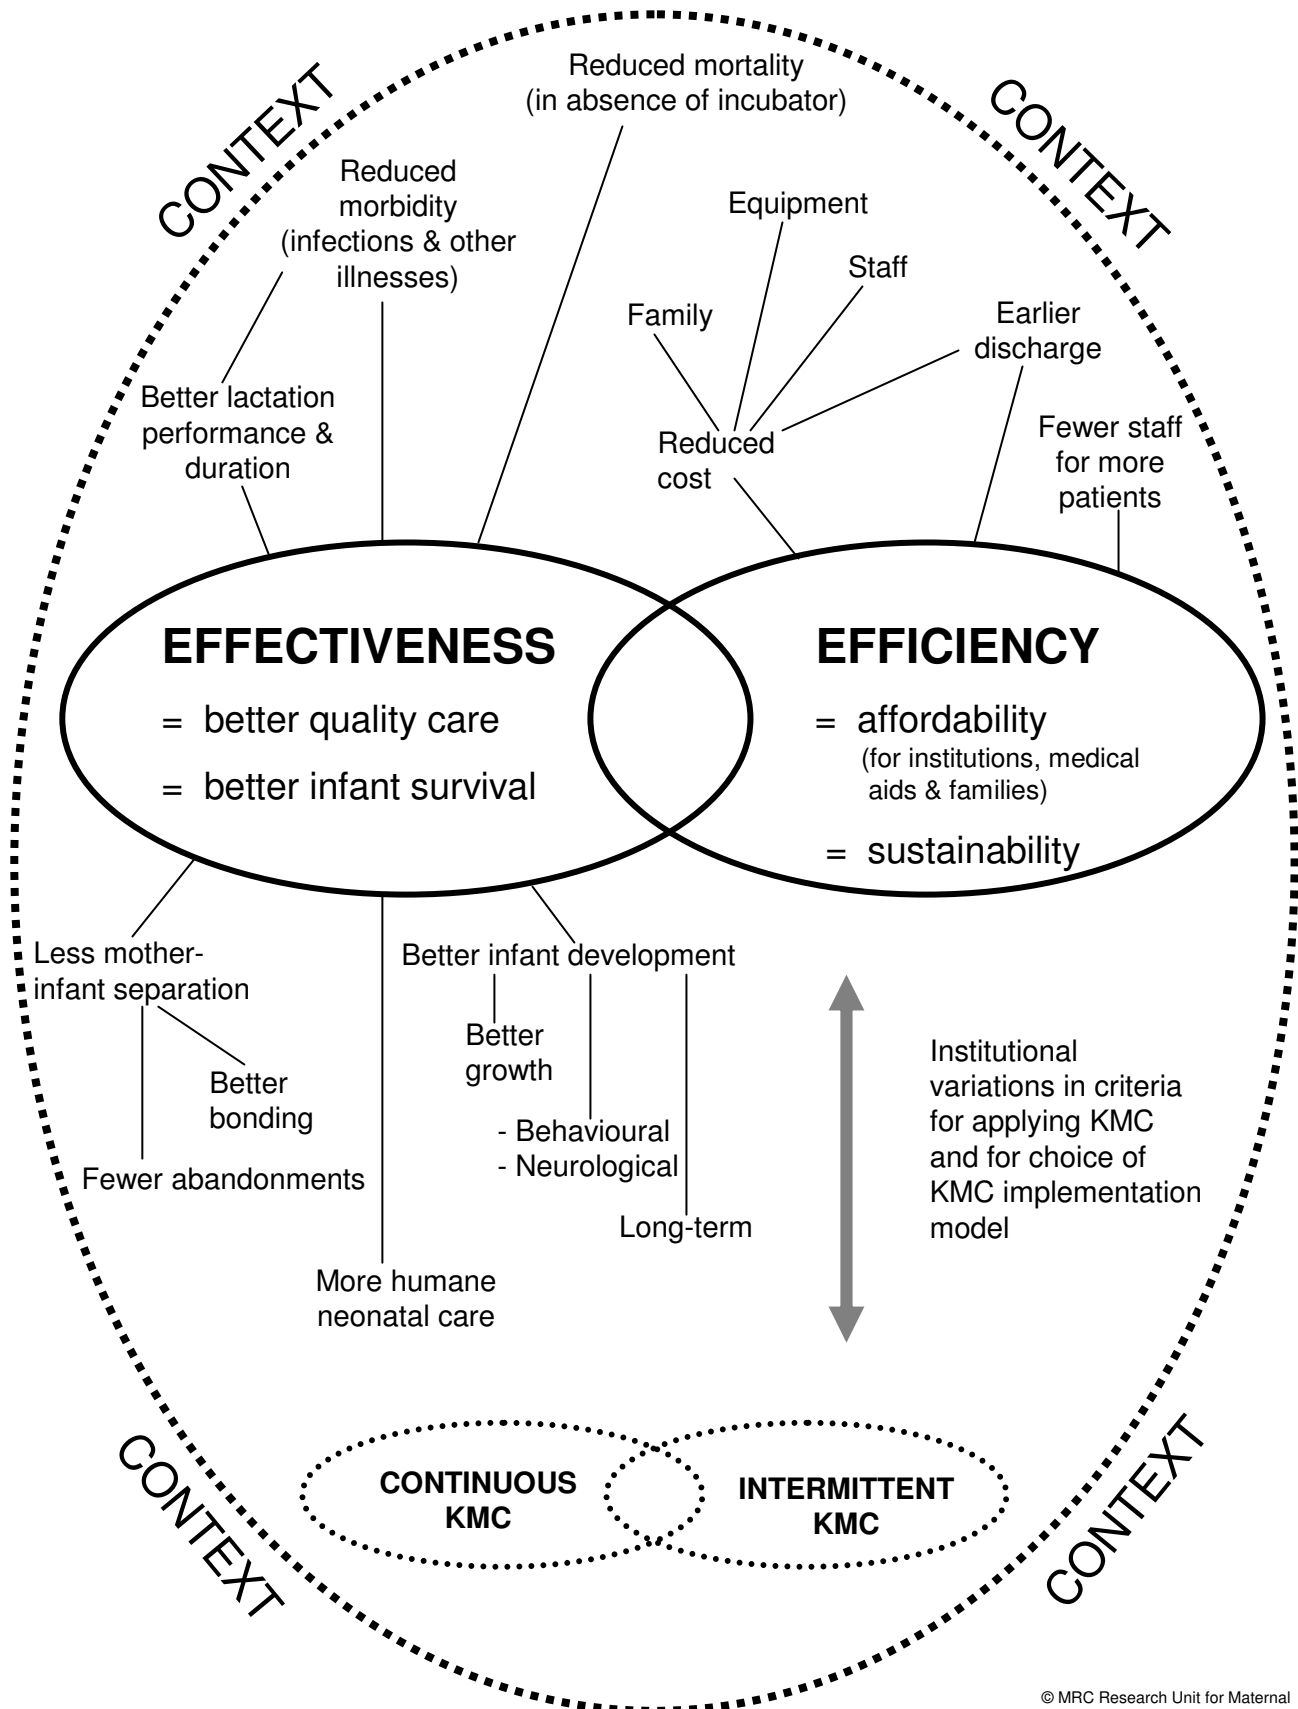 CONTEXT
CONTEXT
Reduced mortality
(in absence of incubator)
Reduced
morbidity
(infections & other
illnesses)
Equipment
Staff
Family
Earlier
discharge
Better lactation
performance &
duration
Reduced
cost
Fewer staff
for more
patients
EFFECTIVENESS
= better quality care
= better infant survival
EFFICIENCY
= affordability
(for institutions, medical
aids & families)
= sustainability
Less mother-
infant separation
Better
bonding
Fewer abandonments
Better infant development
Better
growth
- Behavioural
- Neurological
Long-term
More humane
neonatal care
Institutional
variations in criteria
for applying KMC
and for choice of
KMC implementation
model
CONTINUOUS
KMC
INTERMITTENT
KMC
CONTEXT
CONTEXT
© MRC Research Unit for Maternal